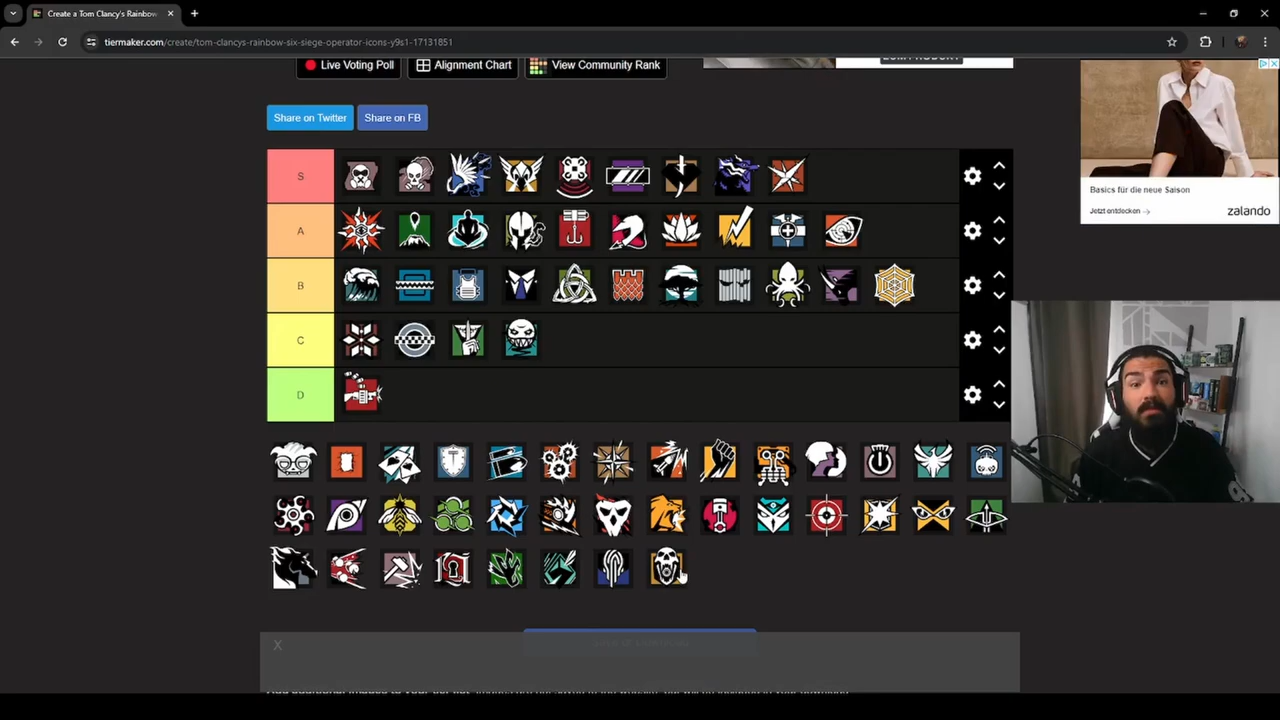 Create a Tom Clancy's Rainbow
tiermaker.com/create/tom-clancys-rainbow-six-siege-operator-icons-y9s1-17131851
Live Voting Poll
Alignment Chart
View Community Rank
Share on Twitter
Share on FB
S
A
B
C
D
Basics für die neue Saison
Jetzt entdecken →
zalando
X